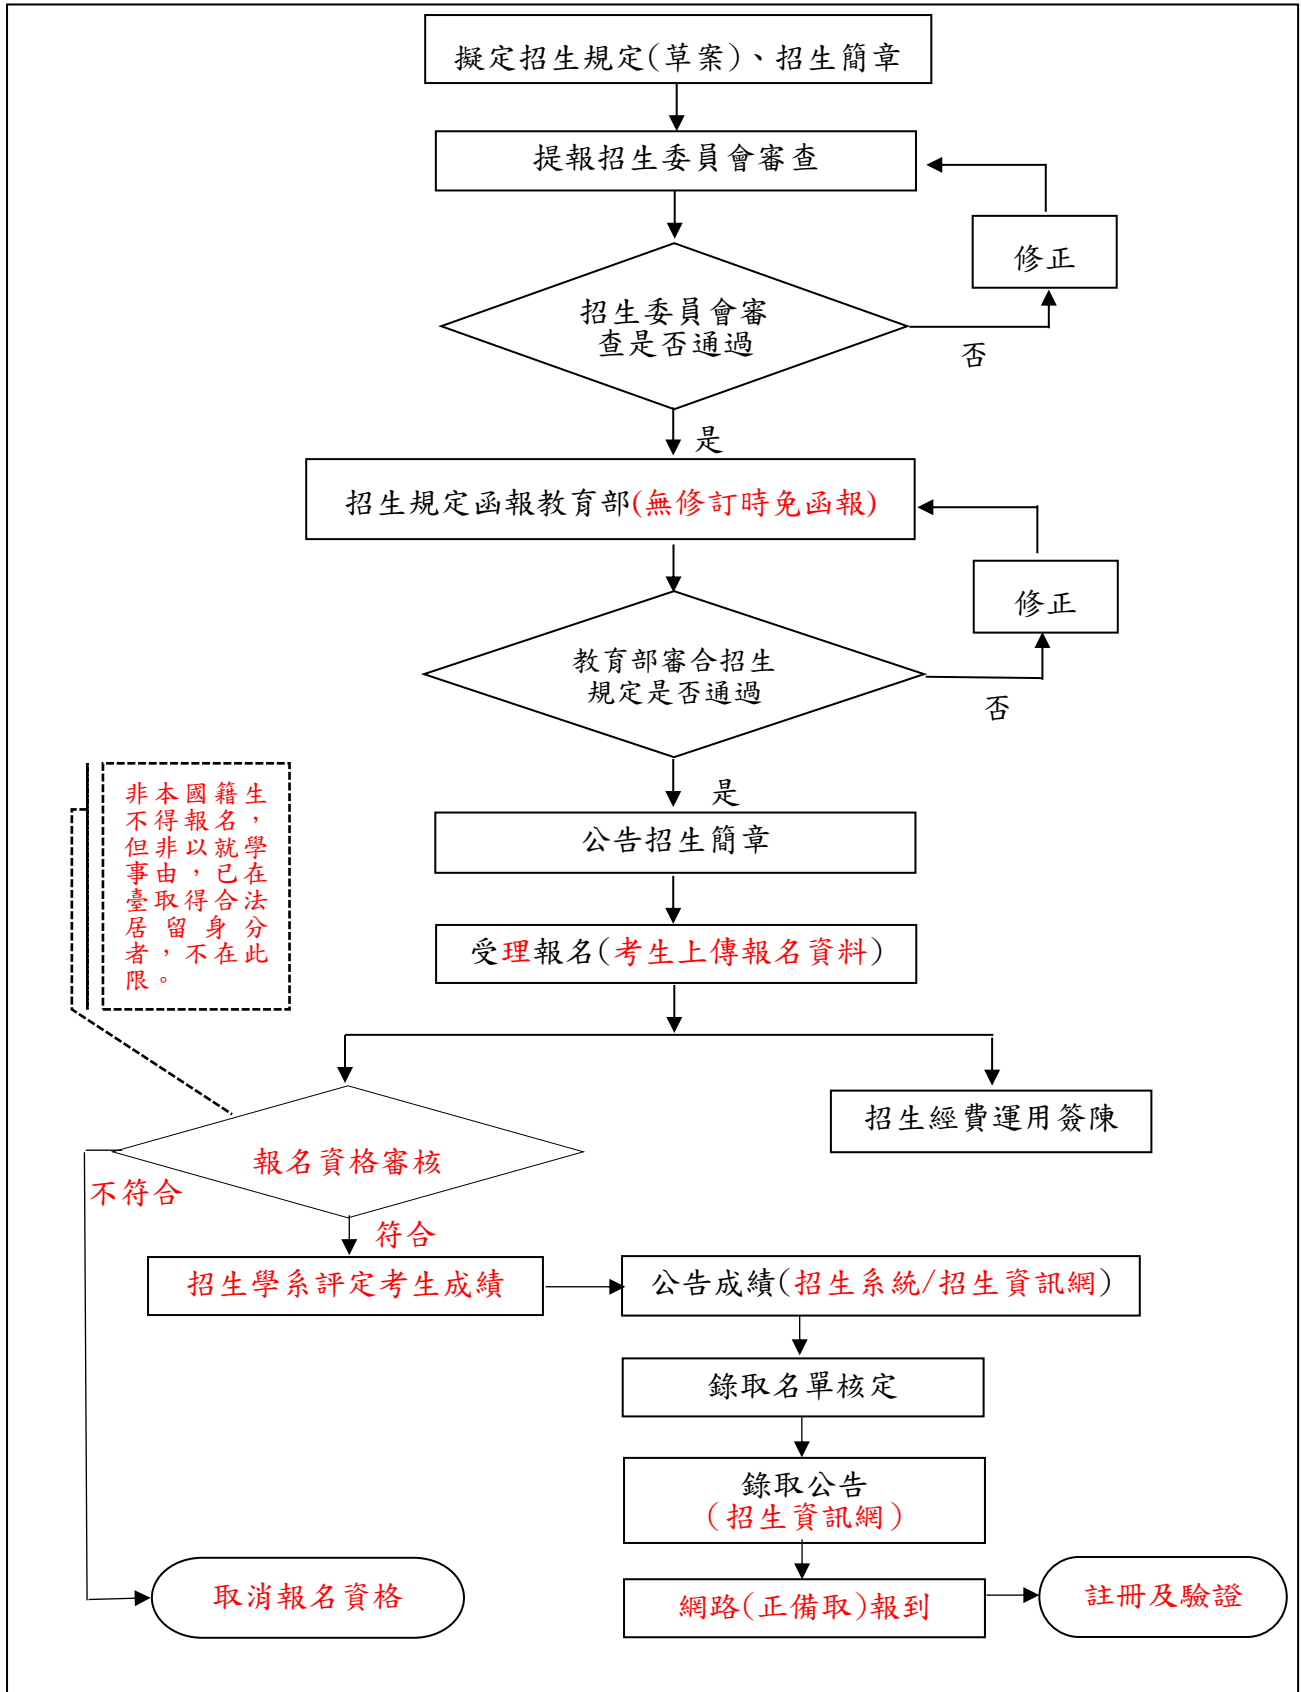 擬定招生規定(草案)、招生簡章
提報招生委員會審查
修正
招生委員會審
查是否通過
否
是
招生規定函報教育部(無修訂時免函報)
修正
教育部審合招生
規定是否通過
否
是
非本國籍生
不得報名，
但非以就學
事由，已在
臺取得合法
居留身分
者，不在此
限。
公告招生簡章
受理報名(考生上傳報名資料)
招生經費運用簽陳
報名資格審核
不符合
符合
招生學系評定考生成績
公告成績(招生系統/招生資訊網)
錄取名單核定
錄取公告
(招生資訊網)
取消報名資格
網路(正備取)報到
註冊及驗證